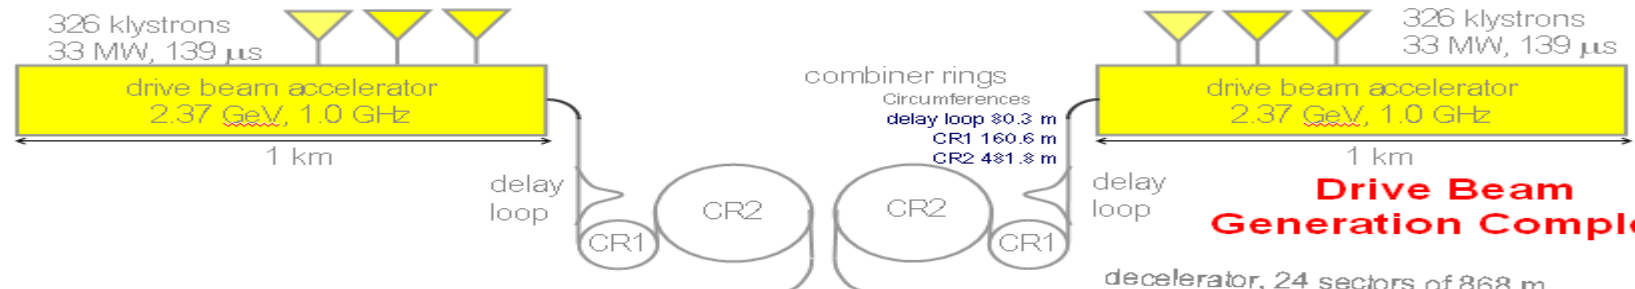 326 klystrons
33 MW, 139 μs
drive beam accelerator
2.37 GeV, 1.0 GHz
1 km
delay
loop
CR1
CR2
combiner rings
Circumferences
delay loop 80.3 m
CR1 160.6 m
CR2 481.8 m
326 klystrons
33 MW, 139 μs
drive beam accelerator
2.37 GeV, 1.0 GHz
1 km
CR2
CR1
delay
loop
Drive Beam
Generation Comple
decelerator, 24 sectors of 868 m